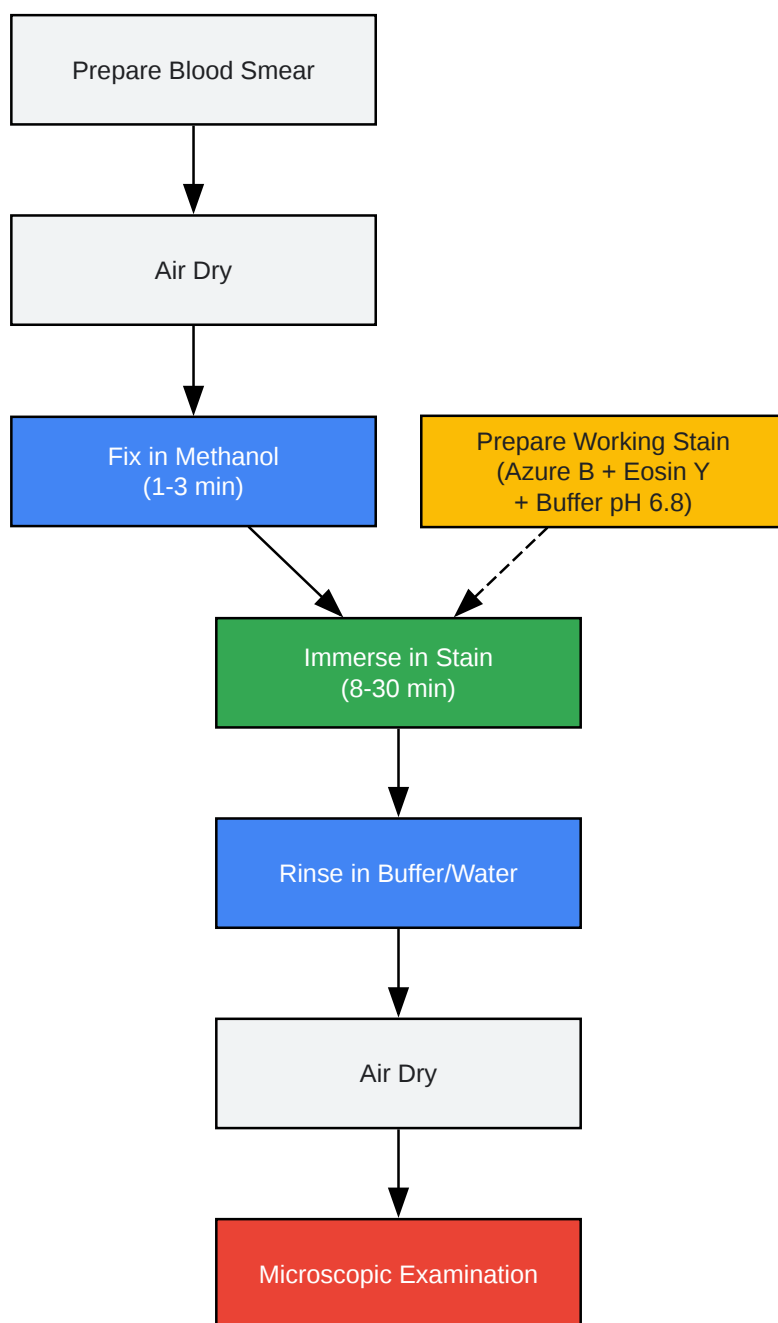 Prepare Blood Smear
Air Dry
Fix in Methanol
(1-3 min)
Prepare Working Stain
(Azure B + Eosin Y
+ Buffer pH 6.8)
Immerse in Stain
(8-30 min)
Rinse in Buffer/Water
Air Dry
Microscopic Examination